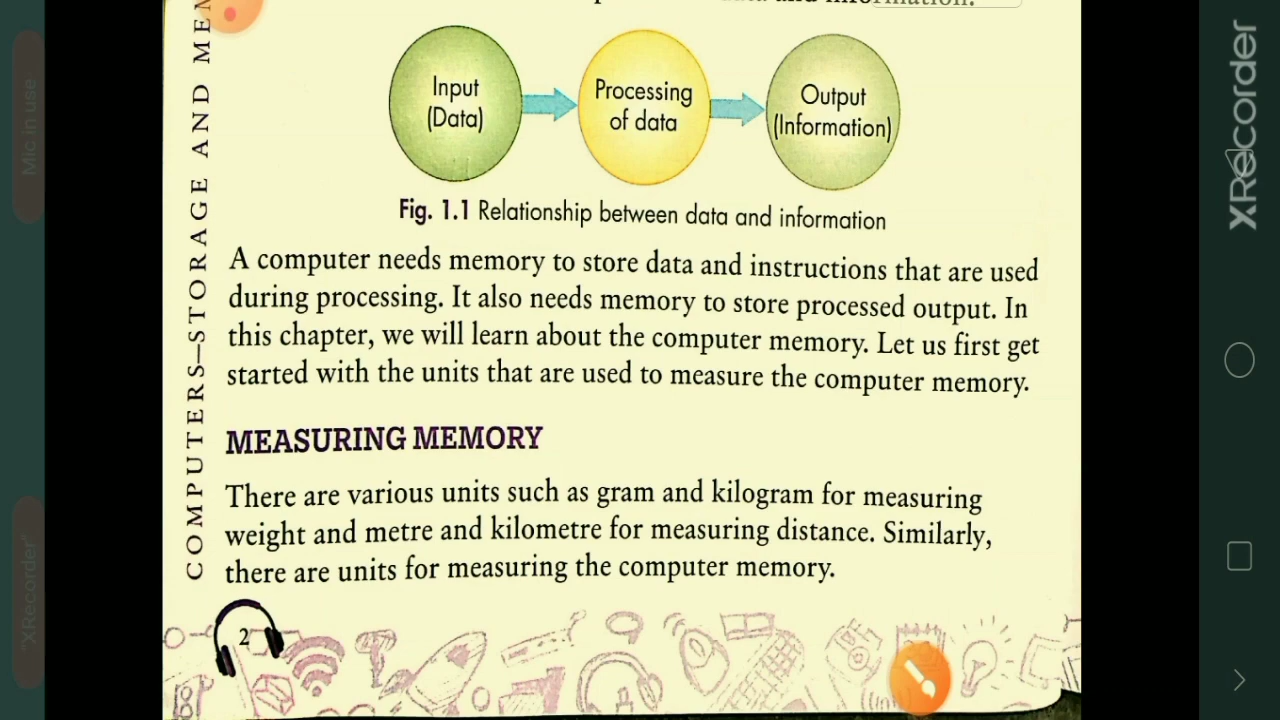 Input
(Data)
Processing
of data
Output
(Information)
Fig. 1.1 Relationship between data and information
A computer needs memory to store data and instructions that are used
during processing. It also needs memory to store processed output. In
this chapter, we will learn about the computer memory. Let us first get
started with the units that are used to measure the computer memory.
MEASURING MEMORY
There are various units such as gram and kilogram for measuring
weight and metre and kilometre for measuring distance. Similarly,
there are units for measuring the computer memory.
2
COMPUTERS—STORAGE AND MEM
Mic in use
"XRecorder"
XRecorder